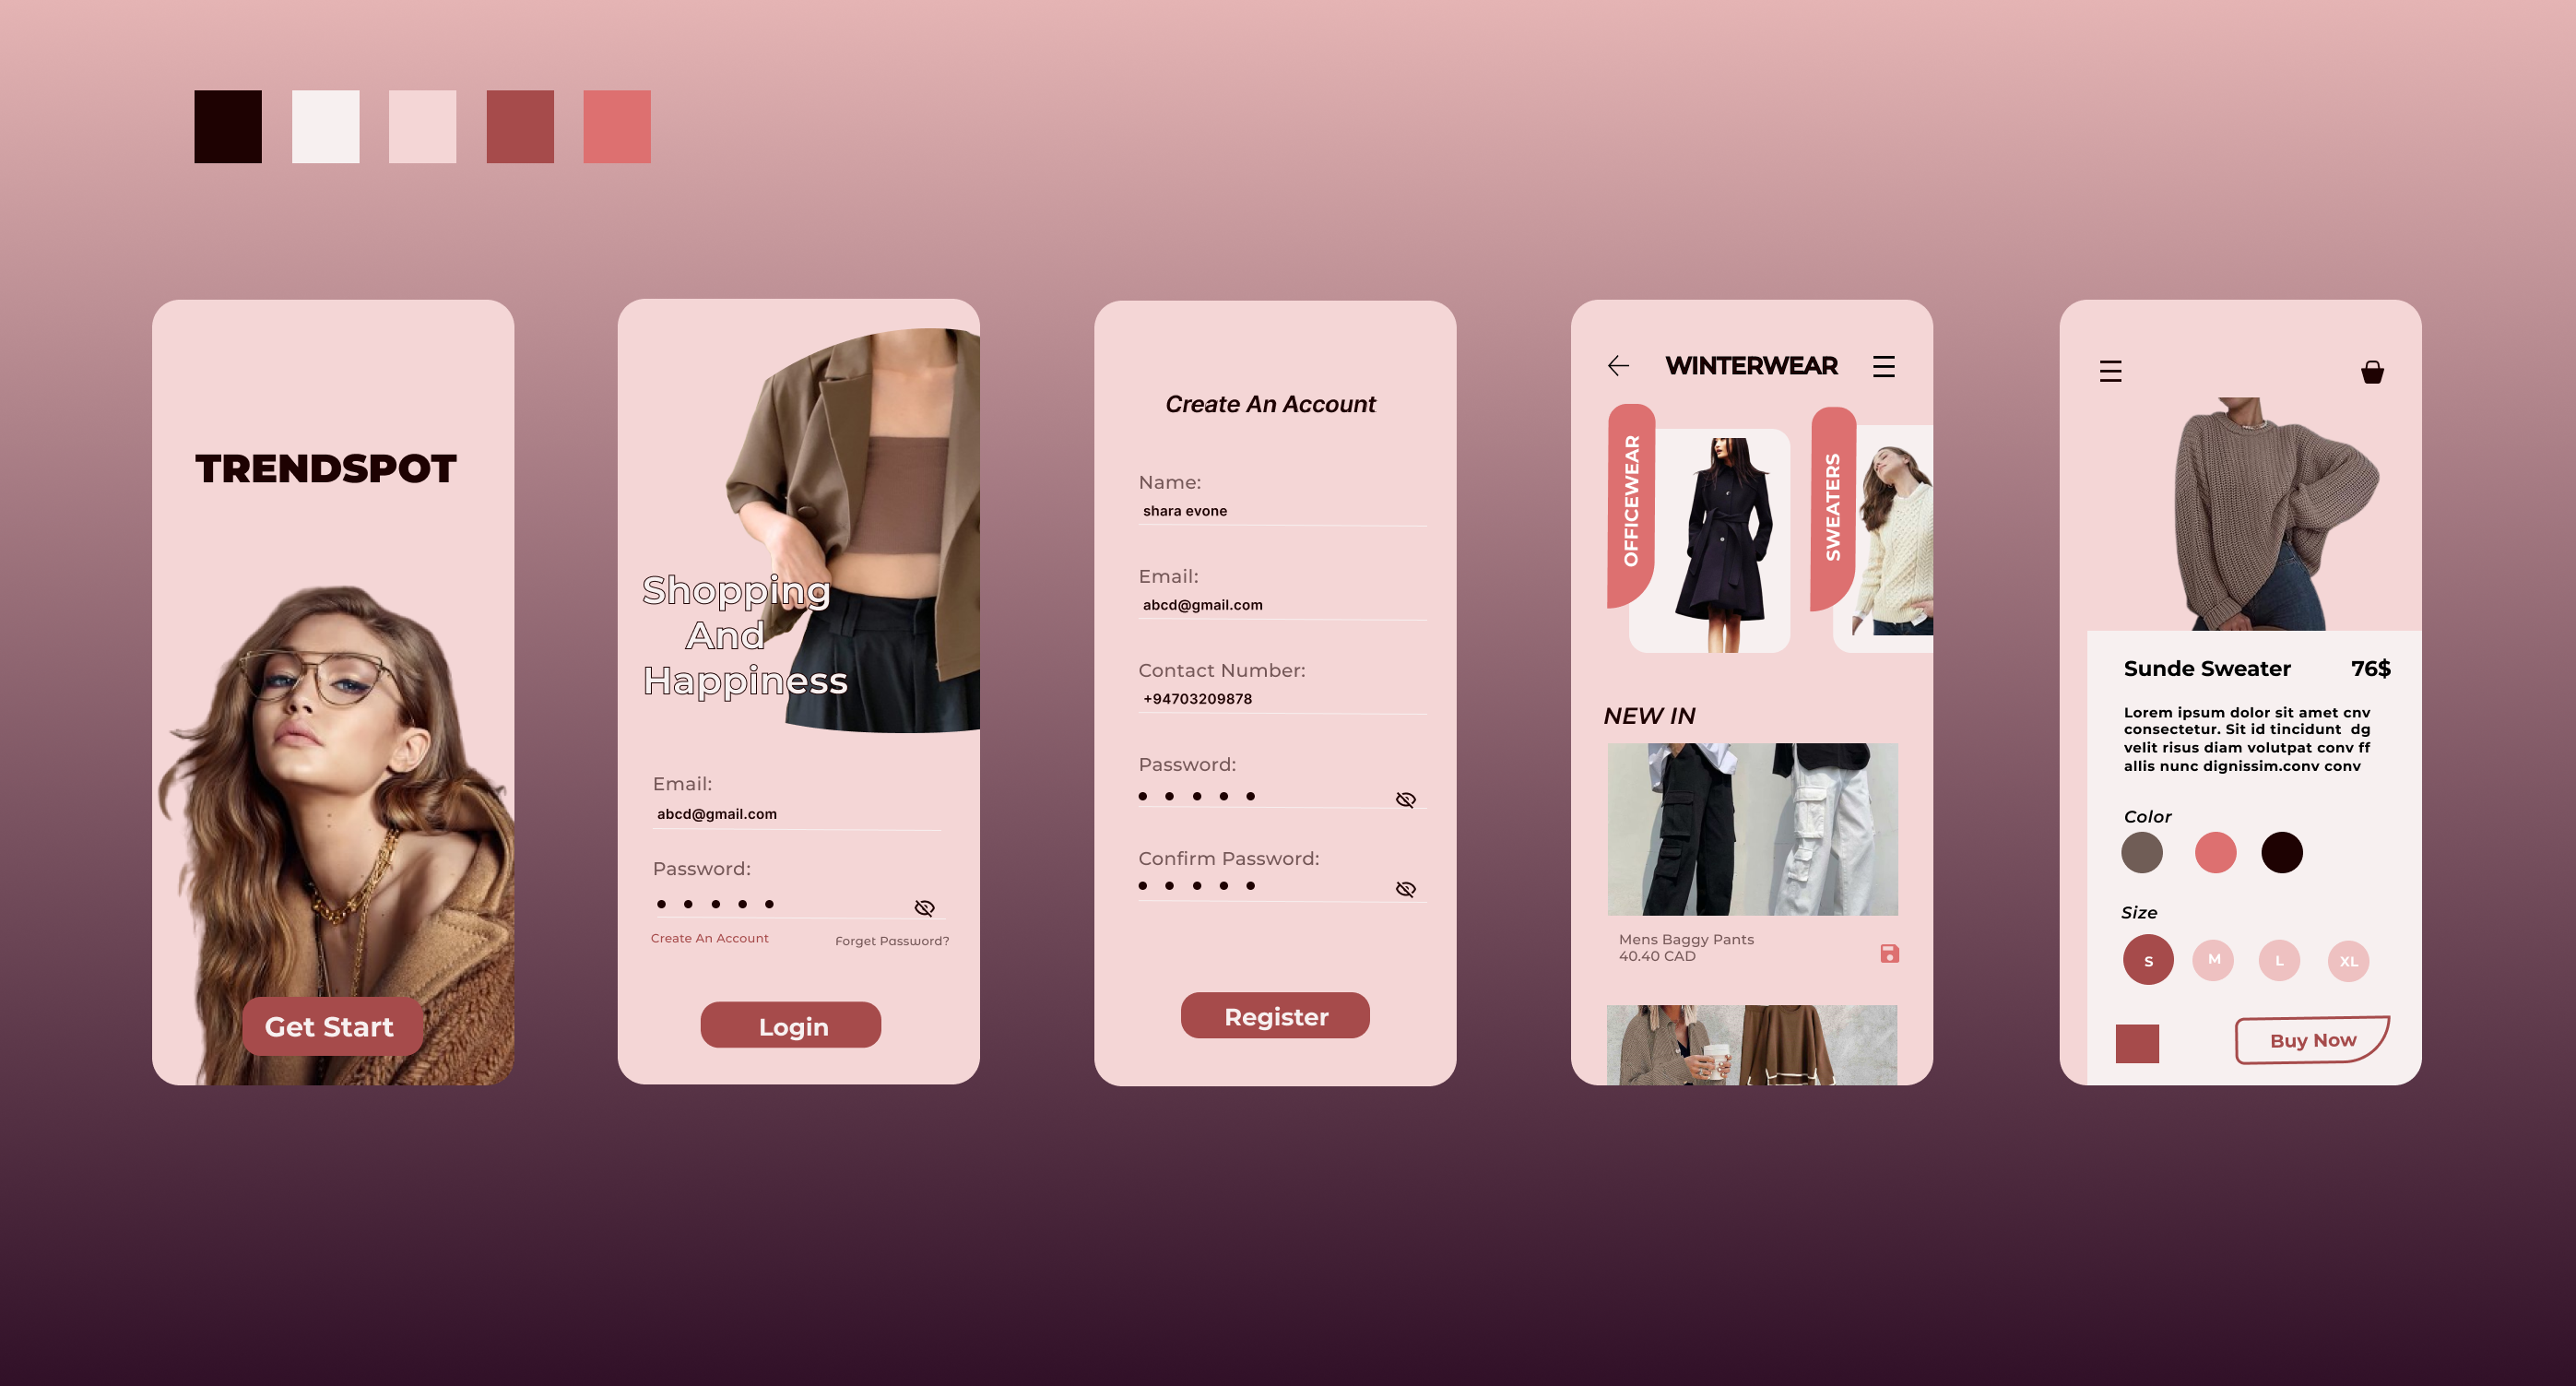 TRENDSPOT
Get Start
Shopping
And
Happiness
Email:
abcd@gmail.com
Password:
Create An Account
Forget Password?
Login
Create An Account
Name:
shara evone
Email:
abcd@gmail.com
Contact Number:
+94703209878
Password:
Confirm Password:
Register
WINTERWEAR
OFFICEWEAR
SWEATERS
NEW IN
Mens Baggy Pants
40.40 CAD
Sunde Sweater 76$
Lorem ipsum dolor sit amet cnv
consectetur. Sit id tincidunt dg
velit risus diam volutpat conv ff
allis nunc dignissim.conv conv
Color
Size
S M L XL
Buy Now